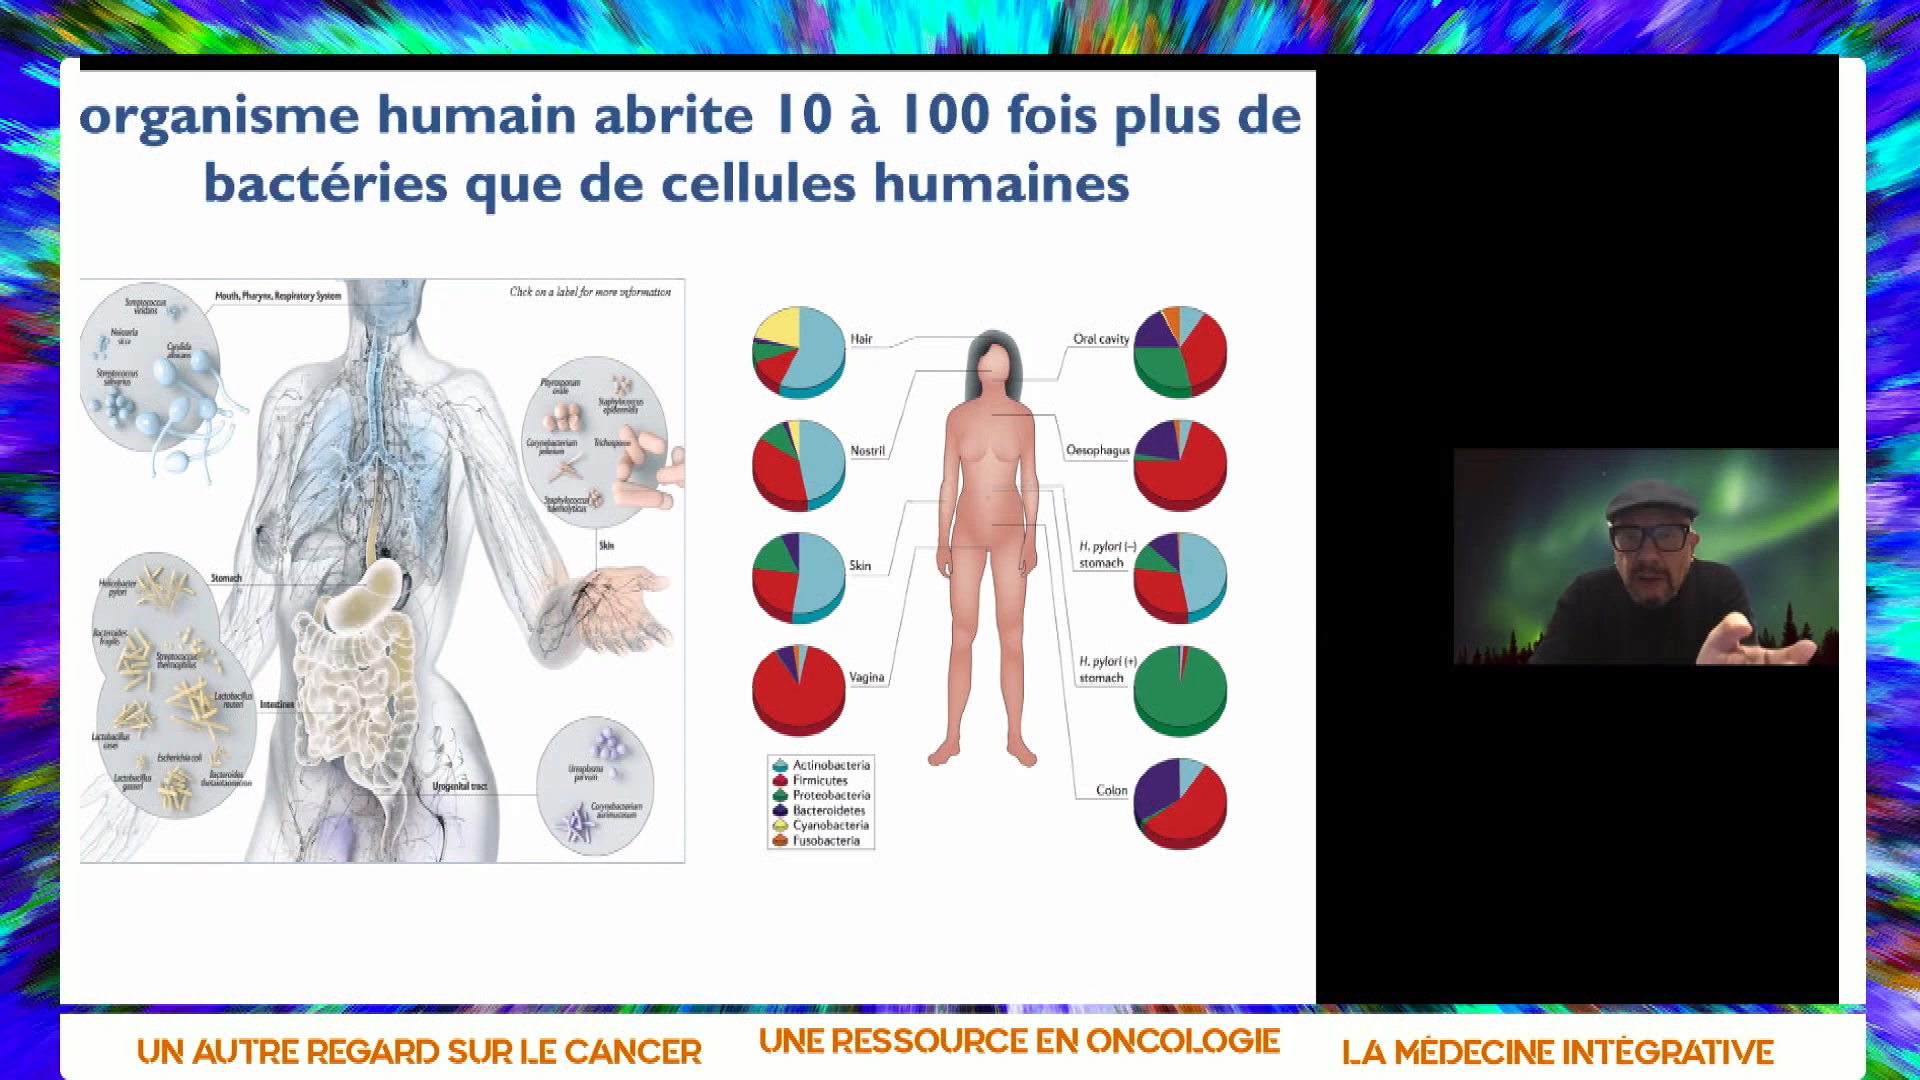 organisme humain abrite 10 à 100 fois plus de
bactéries que de cellules humaines
Click on a label for more information
Mouth, Pharynx, Respiratory System
Streptococcus
viridans
Neisseria
sicca
Candida
albicans
Streptococcus
salivarius
Pityrosporum
ovale
Staphylococcus
epidermidis
Corynebacterium
jeikeium
Trichosporon
Staphylococcus
haemolyticus
Skin
Stomach
Helicobacter
pylori
Bacteroides
fragilis
Streptococcus
thermophilus
Lactobacillus
reuteri
Intestines
Lactobacillus
casei
Escherichia coli
Lactobacillus
gasseri
Bacteroides
thetaiotaomicron
Urogenital tract
Ureaplasma
parvum
Corynebacterium
aurimucosum
Hair
Nostril
Skin
Vagina
Oral cavity
Oesophagus
H. pylori (–)
stomach
H. pylori (+)
stomach
Colon
Actinobacteria
Firmicutes
Proteobacteria
Bacteroidetes
Cyanobacteria
Fusobacteria
UN AUTRE REGARD SUR LE CANCER
UNE RESSOURCE EN ONCOLOGIE
LA MÉDECINE INTÉGRATIVE